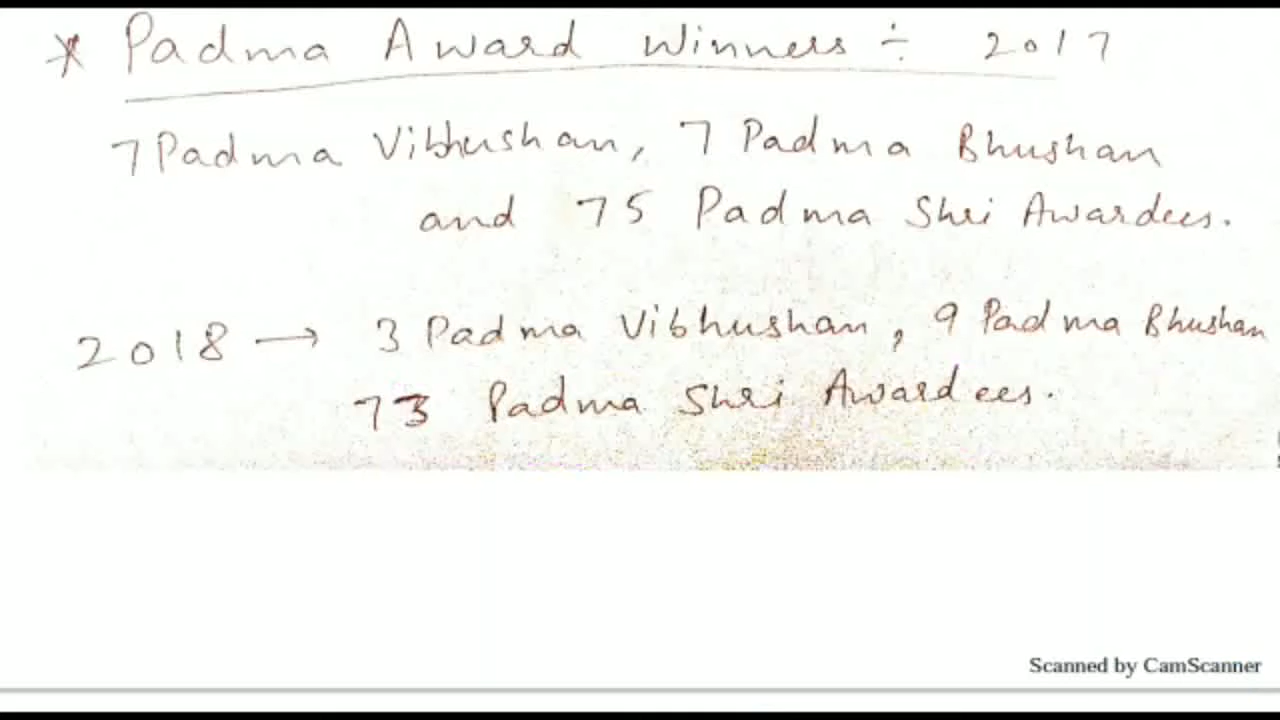 * Padma Award Winners ÷ 2017
7 Padma Vibhushan, 7 Padma Bhushan
and 75 Padma Shri Awardees.
2018 → 3 Padma Vibhushan, 9 Padma Bhushan
73 Padma Shri Awardees.
Scanned by CamScanner